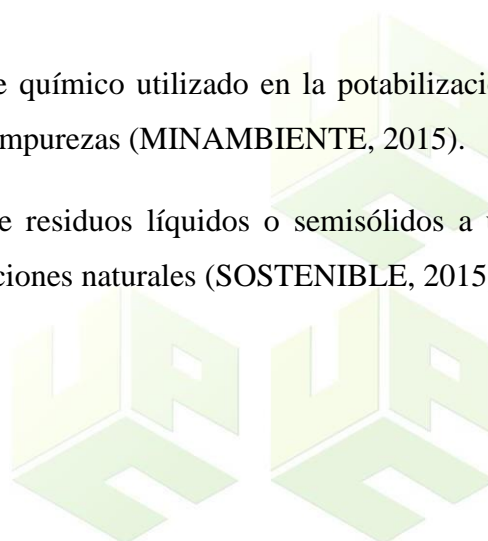 e químico utilizado en la potabilizaci
mpurezas (MINAMBIENTE, 2015).
e residuos líquidos o semisólidos a
ciones naturales (SOSTENIBLE, 2015